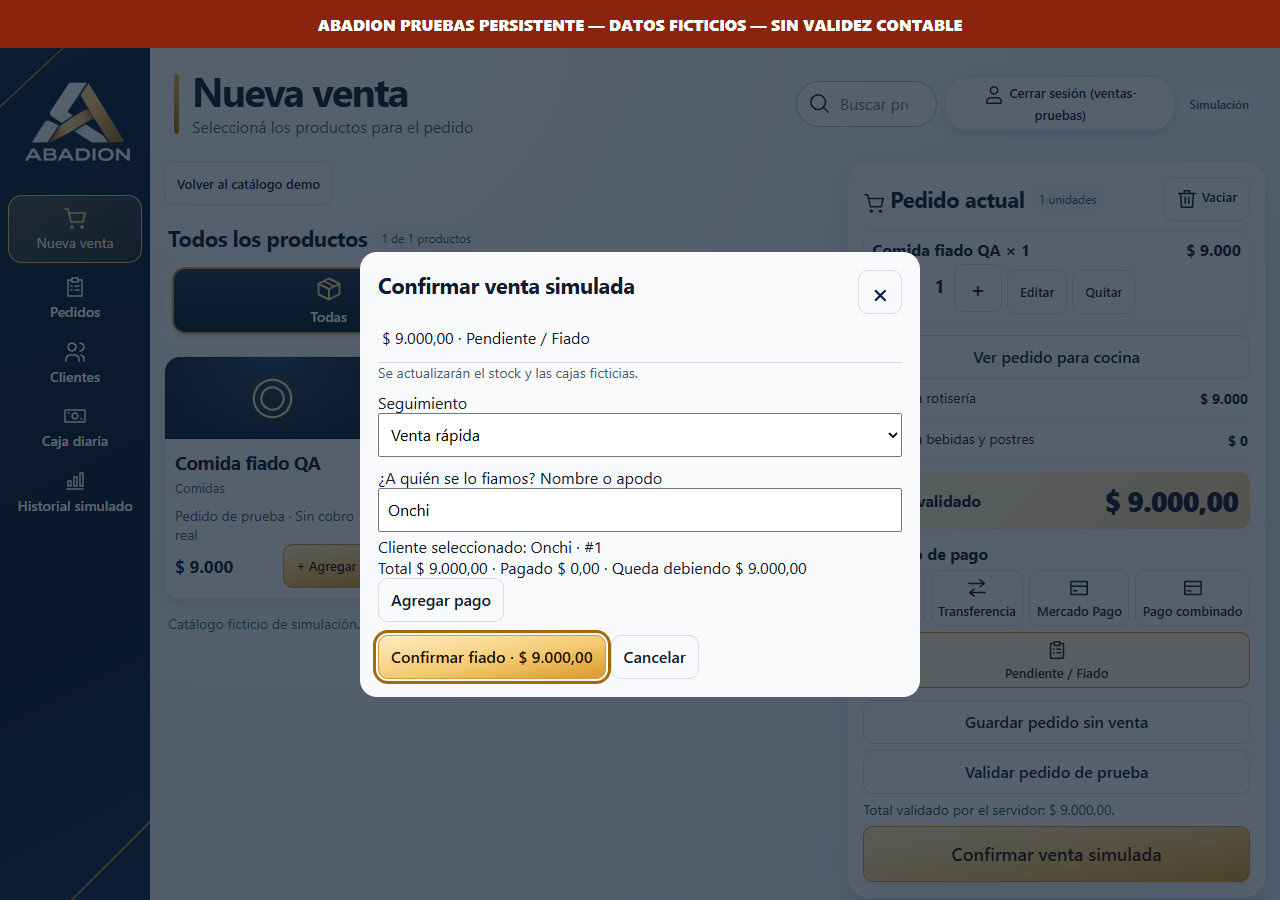 ABADION PRUEBAS PERSISTENTE — DATOS FICTICIOS — SIN VALIDEZ CONTABLE
ABADION
Nueva venta
Pedidos
Clientes
Caja diaria
Historial simulado
Nueva venta
Seleccioná los productos para el pedido
Buscar pr
Cerrar sesión (ventas-
pruebas)
Simulación
Volver al catálogo demo
Todos los productos
1 de 1 productos
Todas
Comida fiado QA
Comidas
Pedido de prueba · Sin cobro
real
$ 9.000
+ Agregar
Catálogo ficticio de simulación.
Confirmar venta simulada
×
$ 9.000,00 · Pendiente / Fiado
Se actualizarán el stock y las cajas ficticias.
Seguimiento
Venta rápida
¿A quién se lo fiamos? Nombre o apodo
Onchi
Cliente seleccionado: Onchi · #1
Total $ 9.000,00 · Pagado $ 0,00 · Queda debiendo $ 9.000,00
Agregar pago
Confirmar fiado · $ 9.000,00
Cancelar
Pedido actual
1 unidades
Vaciar
Comida fiado QA × 1
$ 9.000
1
+
Editar
Quitar
Ver pedido para cocina
rotisería
$ 9.000
bebidas y postres
$ 0
validado
$ 9.000,00
de pago
Transferencia
Mercado Pago
Pago combinado
Pendiente / Fiado
Guardar pedido sin venta
Validar pedido de prueba
Total validado por el servidor: $ 9.000,00.
Confirmar venta simulada